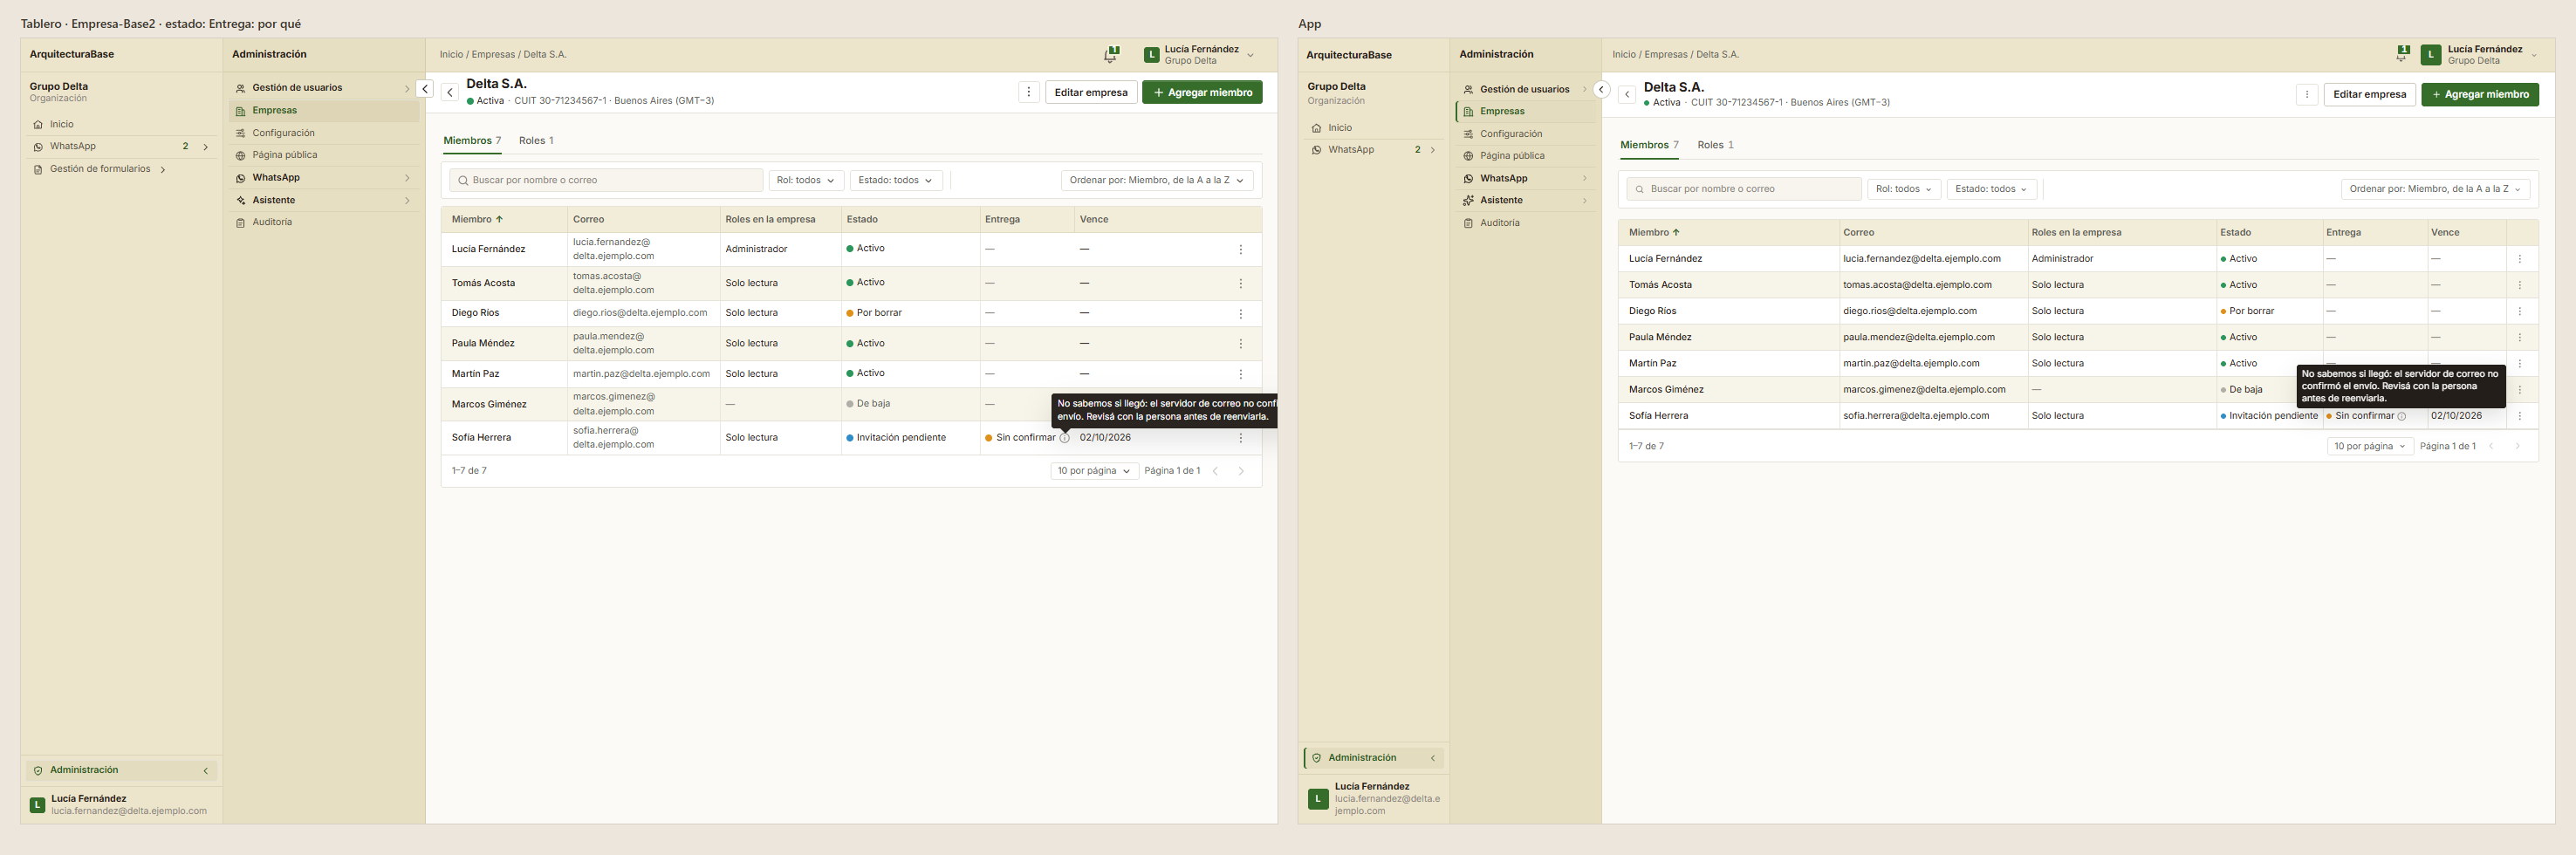 Tablero · Empresa-Base2 · estado: Entrega: por qué
ArquitecturaBase
Grupo Delta
Organización
Inicio
WhatsApp 2
Gestión de formularios
Administración
Lucía Fernández
lucia.fernandez@delta.ejemplo.com
Administración
Gestión de usuarios
Empresas
Configuración
Página pública
WhatsApp
Asistente
Auditoría
Inicio / Empresas / Delta S.A.
1
L
Lucía Fernández
Grupo Delta
Delta S.A.
Activa · CUIT 30-71234567-1 · Buenos Aires (GMT−3)
Editar empresa
+ Agregar miembro
Miembros 7
Roles 1
Buscar por nombre o correo
Rol: todos
Estado: todos
Ordenar por: Miembro, de la A a la Z
Miembro ↑ Correo Roles en la empresa Estado Entrega Vence
Lucía Fernández lucia.fernandez@ Administrador Activo — —
delta.ejemplo.com
Tomás Acosta tomas.acosta@ Solo lectura Activo — —
delta.ejemplo.com
Diego Ríos diego.rios@delta.ejemplo.com Solo lectura Por borrar — —
Paula Méndez paula.mendez@ Solo lectura Activo — —
delta.ejemplo.com
Martín Paz martin.paz@delta.ejemplo.com Solo lectura Activo — —
Marcos Giménez marcos.gimenez@ — De baja —
delta.ejemplo.com
No sabemos si llegó: el servidor de correo no
envío. Revisá con la persona antes de reenviarla.
Sofía Herrera sofia.herrera@ Solo lectura Invitación pendiente Sin confirmar 02/10/2026
delta.ejemplo.com
1–7 de 7
10 por página
Página 1 de 1
L
App
ArquitecturaBase
Grupo Delta
Organización
Inicio
WhatsApp 2
Administración
L
Lucía Fernández
lucia.fernandez@delta.e
jemplo.com
Administración
Gestión de usuarios
Empresas
Configuración
Página pública
WhatsApp
Asistente
Auditoría
Inicio / Empresas / Delta S.A.
1
L
Lucía Fernández
Grupo Delta
Delta S.A.
Activa · CUIT 30-71234567-1 · Buenos Aires (GMT−3)
Editar empresa
+ Agregar miembro
Miembros 7
Roles 1
Buscar por nombre o correo
Rol: todos
Estado: todos
Ordenar por: Miembro, de la A a la Z
Miembro ↑ Correo Roles en la empresa Estado Entrega Vence
Lucía Fernández lucia.fernandez@delta.ejemplo.com Administrador Activo — —
Tomás Acosta tomas.acosta@delta.ejemplo.com Solo lectura Activo — —
Diego Ríos diego.rios@delta.ejemplo.com Solo lectura Por borrar — —
Paula Méndez paula.mendez@delta.ejemplo.com Solo lectura Activo — —
Martín Paz martin.paz@delta.ejemplo.com Solo lectura Activo — —
Marcos Giménez marcos.gimenez@delta.ejemplo.com — De baja
No sabemos si llegó: el servidor de correo no
confirmó el envío. Revisá con la persona
antes de reenviarla.
Sofía Herrera sofia.herrera@delta.ejemplo.com Solo lectura Invitación pendiente Sin confirmar 02/10/2026
1–7 de 7
10 por página
Página 1 de 1